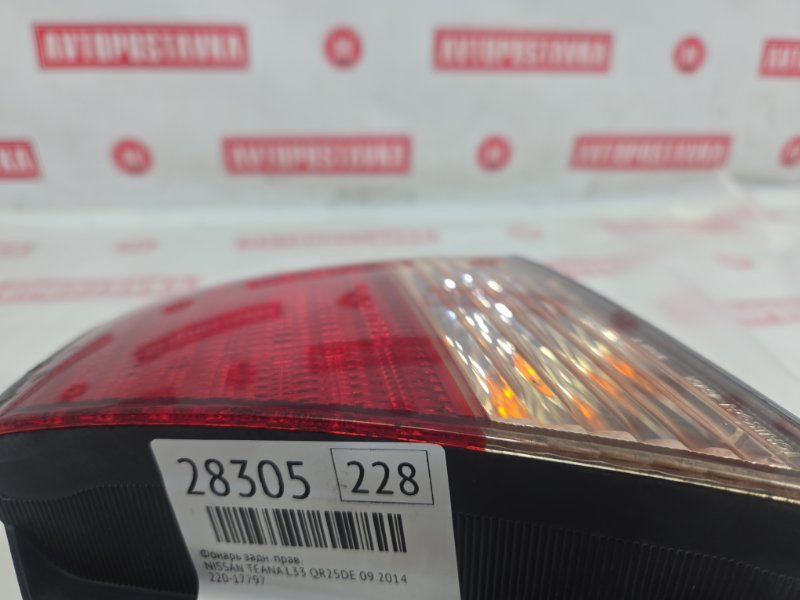 AVTOPOSTAVKA
AVTOPOSTAVKA
AVTOPOSTAVKA
AVTOPOSTAVKA
28305 228
Фонарь задн. прав.
NISSAN TEANA L33 QR25DE 09.2014
220-17797